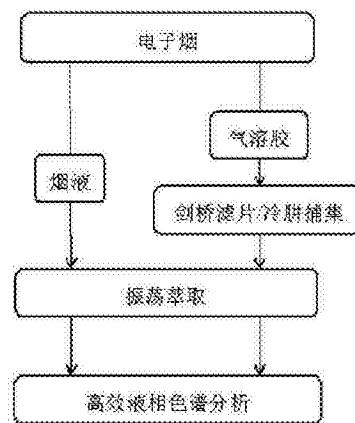 电子烟
气溶胶
烟液
剑桥滤片/冷阱捕集
振荡萃取
高效液相色谱分析